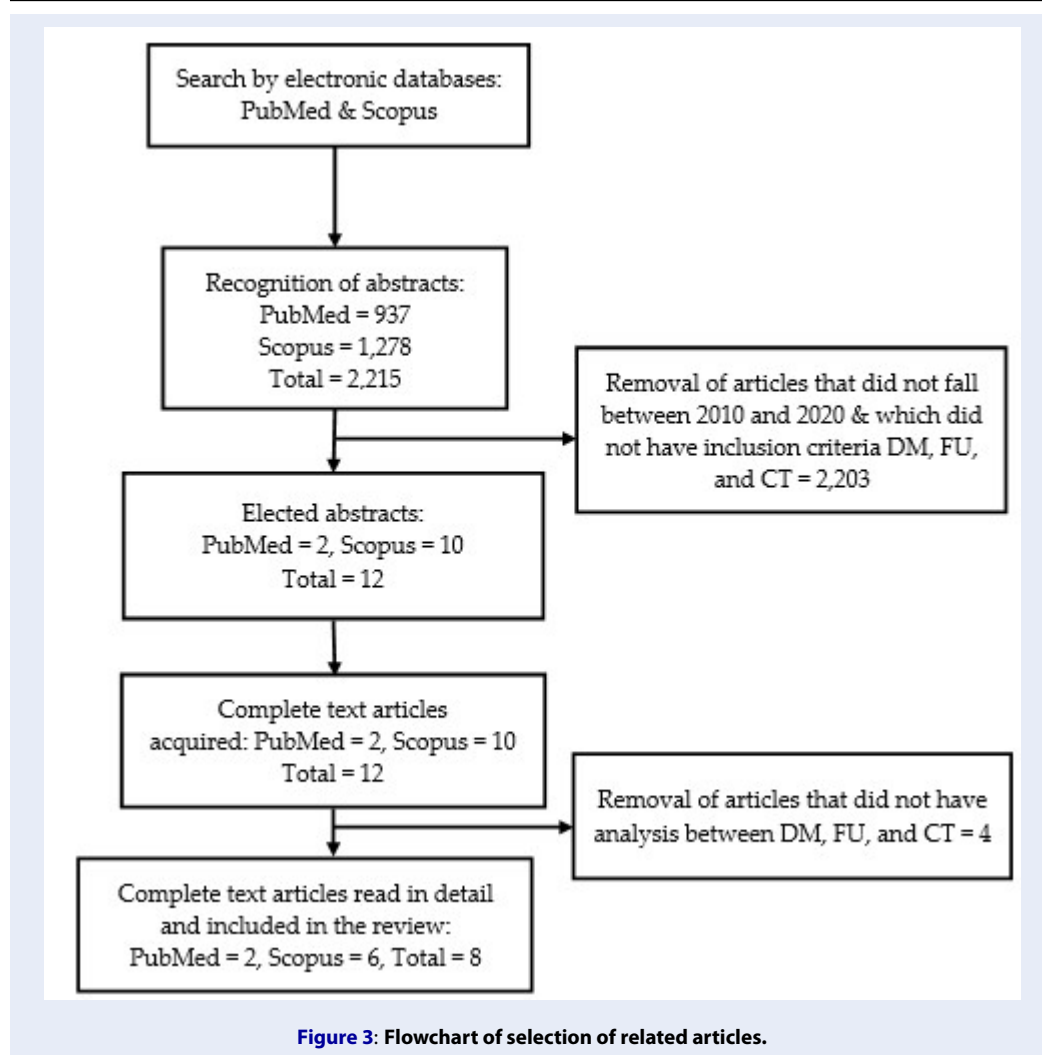 Search by electronic databases:
PubMed & Scopus
Recognition of abstracts:
PubMed = 937
Scopus = 1,278
Total = 2,215
Removal of articles that did not fall
between 2010 and 2020 & which did
not have inclusion criteria DM, FU,
and CT = 2,203
Elected abstracts:
PubMed = 2, Scopus = 10
Total = 12
Complete text articles
acquired: PubMed = 2, Scopus = 10
Total = 12
Removal of articles that did not have
analysis between DM, FU, and CT = 4
Complete text articles read in detail
and included in the review:
PubMed = 2, Scopus = 6, Total = 8
Figure 3: Flowchart of selection of related articles.